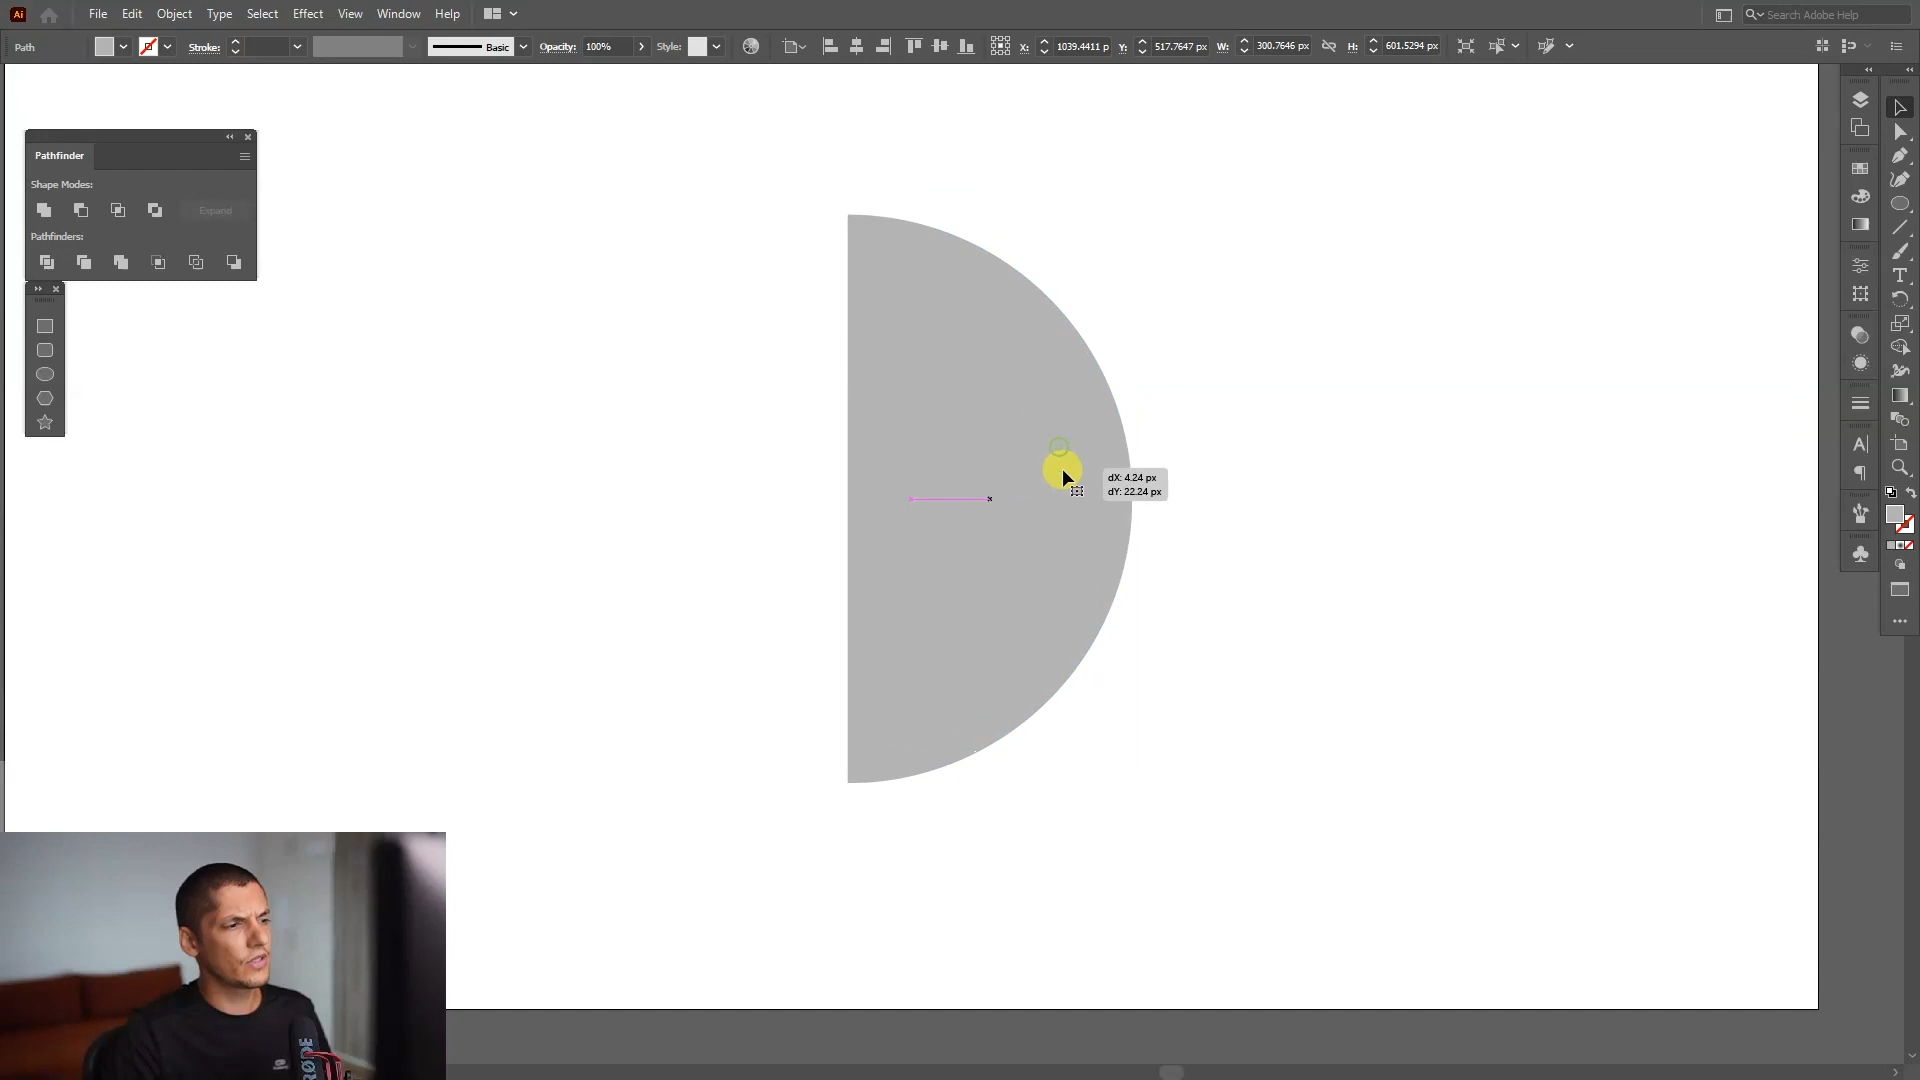 Ai File Edit Object Type Select Effect View Window Help Search Adobe Help
Path Stroke: Basic Opacity: 100% Style: X: 1039.4411 p Y: 517.7647 px W: 300.7646 px H: 601.5294 px
Pathfinder
Shape Modes:
Expand
Pathfinders:
dX: 4.24 px
dY: 22.24 px
RØDE